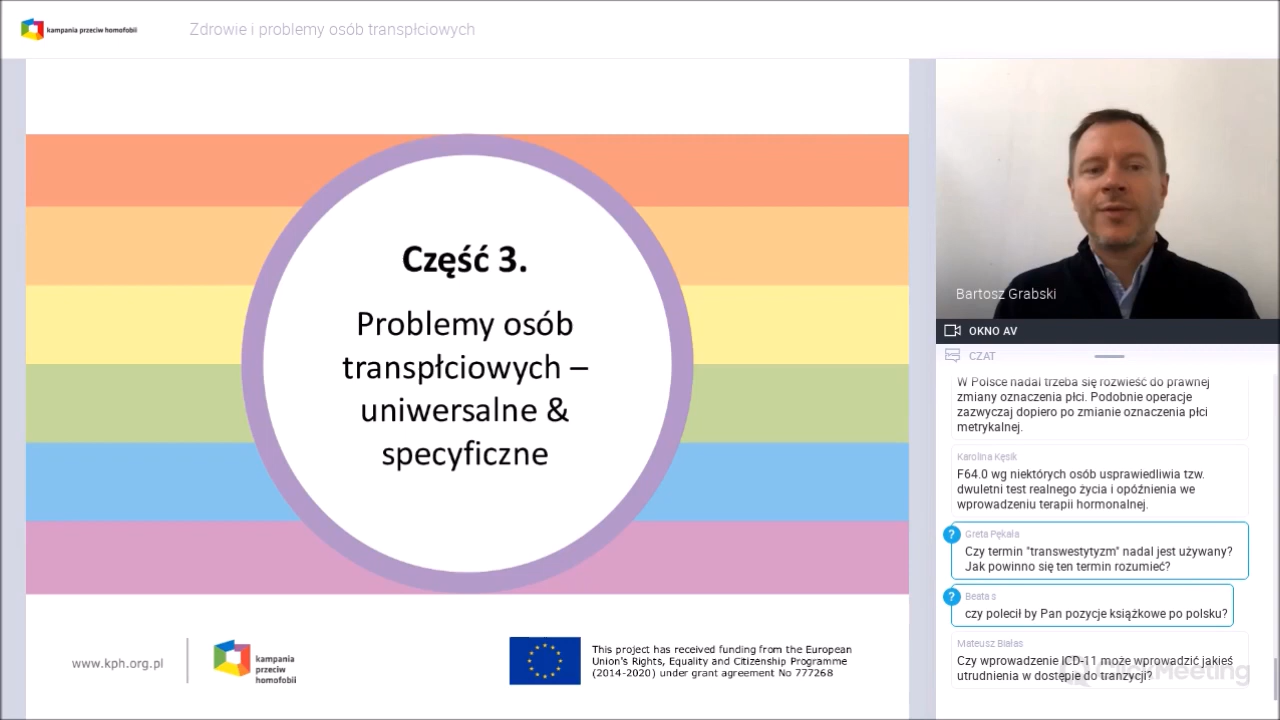 kampania przeciw homofobii
Zdrowie i problemy osób transpłciowych
Część 3.
Problemy osób
transpłciowych –
uniwersalne &
specyficzne
www.kph.org.pl
kampania
przeciw
homofobii
This project has received funding from the European
Union's Rights, Equality and Citizenship Programme
(2014-2020) under grant agreement No 777268
Bartosz Grabski
OKNO AV
CZAT
W Polsce nadal trzeba się rozwieść do prawnej
zmiany oznaczenia płci. Podobnie operacje
zazwyczaj dopiero po zmianie oznaczenia płci
metrykalnej.
Karolina Kęsik
F64.0 wg niektórych osób usprawiedliwia tzw.
dwuletni test realnego życia i opóźnienia we
wprowadzeniu terapii hormonalnej.
? Greta Pękała
Czy termin "transwestytyzm" nadal jest używany?
Jak powinno się ten termin rozumieć?
? Beata s
czy polecił by Pan pozycje książkowe po polsku?
Mateusz Białas
Czy wprowadzenie ICD-11 może wprowadzić jakieś
utrudnienia w dostępie do tranzycji?
ClickMeeting